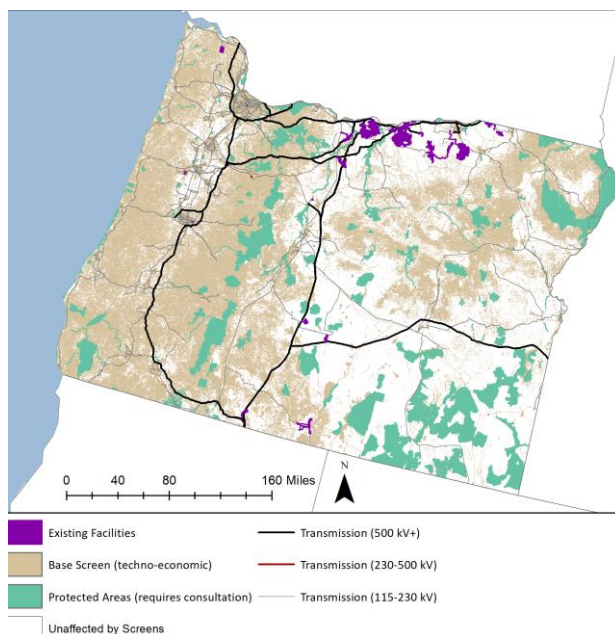 N
0 40 80 160 Miles
Existing Facilities
Transmission (500 kV+)
Base Screen (techno-economic)
Transmission (230-500 kV)
Protected Areas (requires consultation)
Transmission (115-230 kV)
Unaffected by Screens